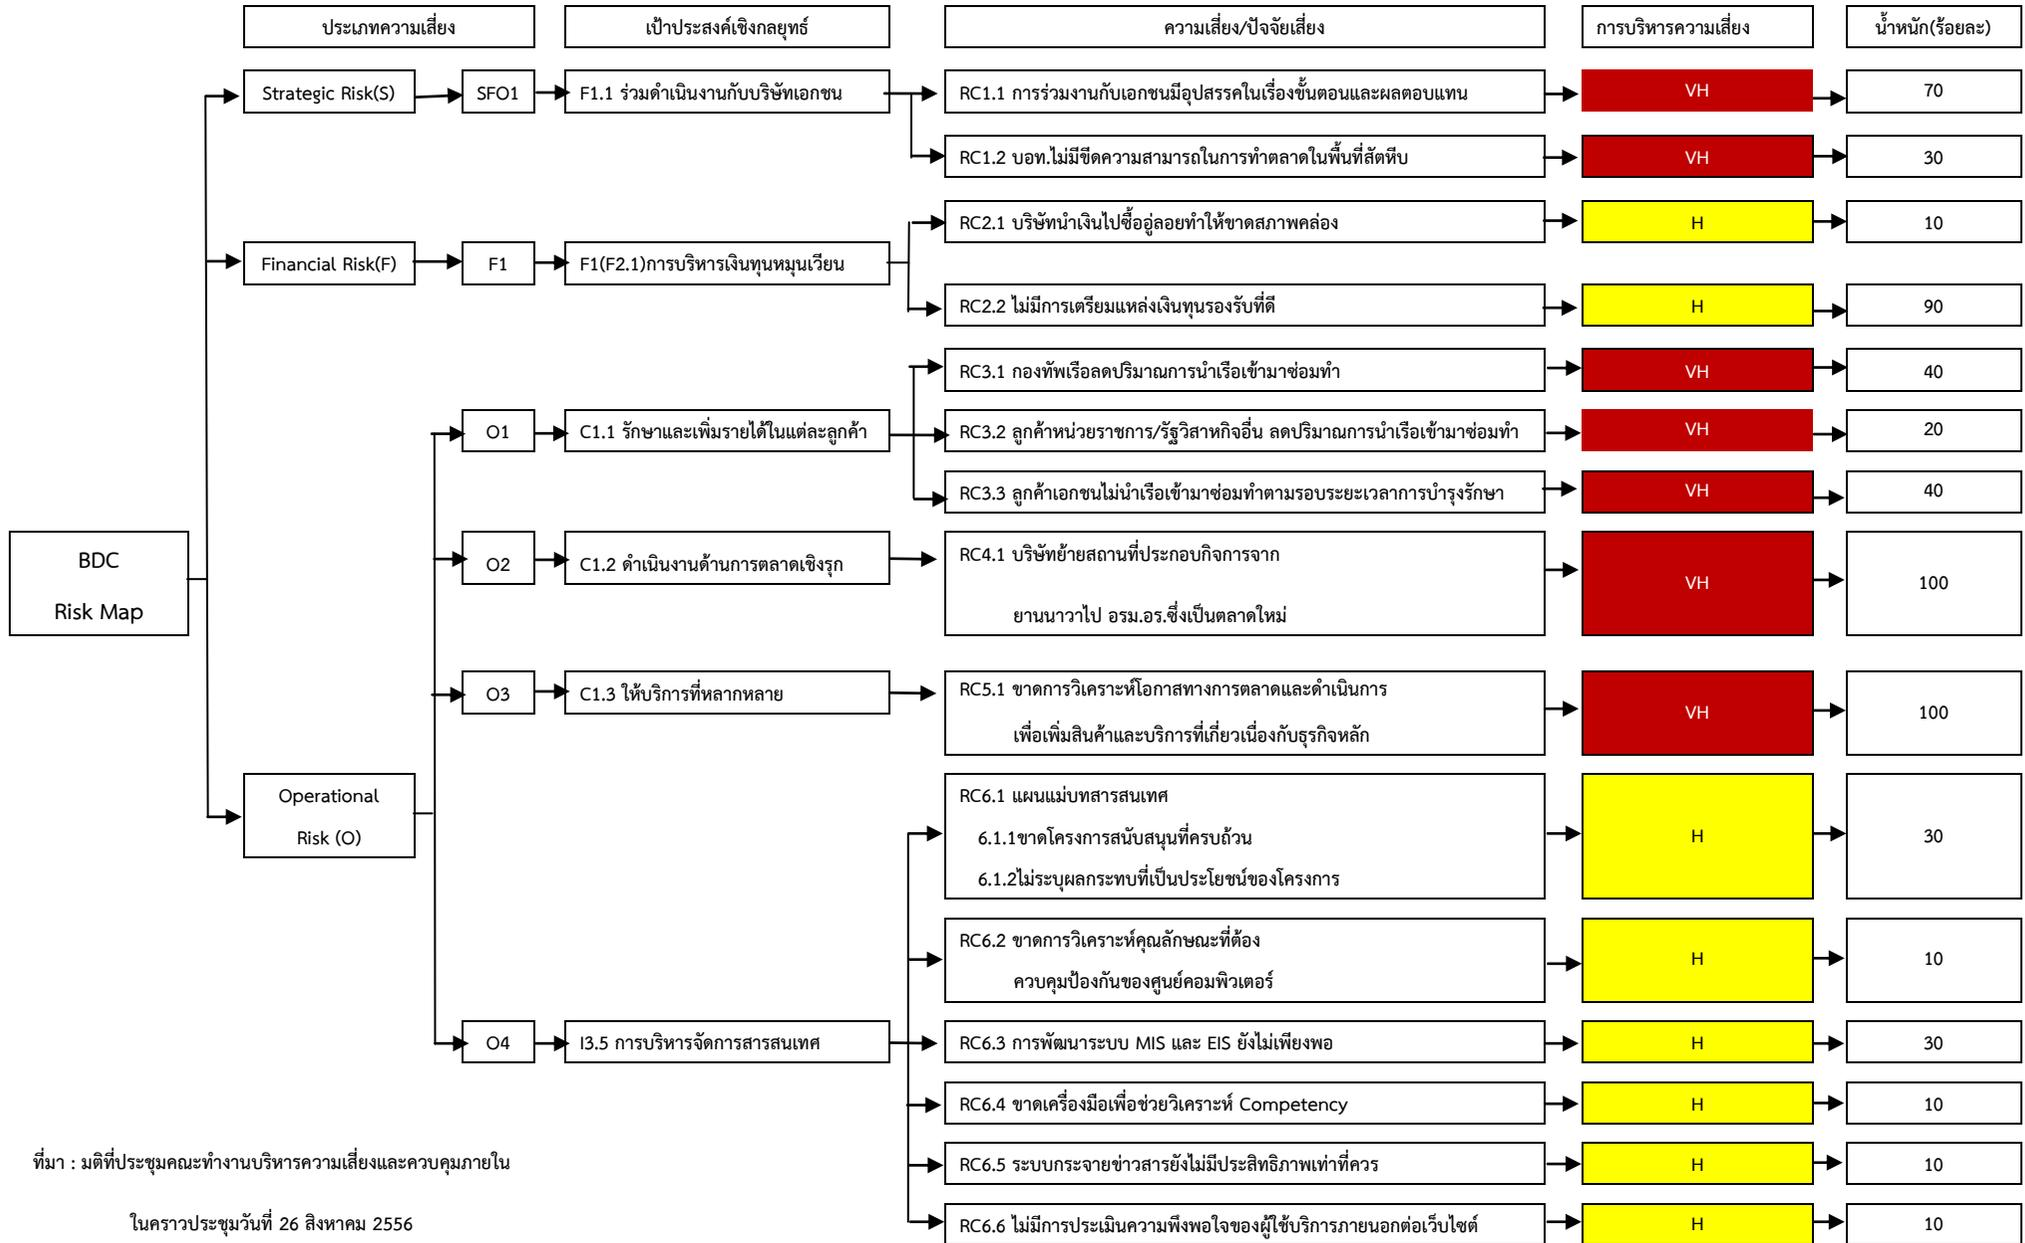 ประเภทความเสี่ยง
เป้าประสงค์เชิงกลยุทธ์
ความเสี่ยง/ปัจจัยเสี่ยง
การบริหารความเสี่ยง
น้ำหนัก(ร้อยละ)
BDC
Risk Map
Strategic Risk(S)
SFO1
F1.1 ร่วมดำเนินงานกับบริษัทเอกชน
RC1.1 การร่วมงานกับเอกชนมีอุปสรรคในเรื่องขั้นตอนและผลตอบแทน
VH
70
RC1.2 บอท.ไม่มีขีดความสามารถในการทำตลาดในพื้นที่สัตหีบ
VH
30
Financial Risk(F)
F1
F1(F2.1)การบริหารเงินทุนหมุนเวียน
RC2.1 บริษัทนำเงินไปซื้ออู่ลอยทำให้ขาดสภาพคล่อง
H
10
RC2.2 ไม่มีการเตรียมแหล่งเงินทุนรองรับที่ดี
H
90
Operational
Risk (O)
O1
C1.1 รักษาและเพิ่มรายได้ในแต่ละลูกค้า
RC3.1 กองทัพเรือลดปริมาณการนำเรือเข้ามาซ่อมทำ
VH
40
RC3.2 ลูกค้าหน่วยราชการ/รัฐวิสาหกิจอื่น ลดปริมาณการนำเรือเข้ามาซ่อมทำ
VH
20
RC3.3 ลูกค้าเอกชนไม่นำเรือเข้ามาซ่อมทำตามรอบระยะเวลาการบำรุงรักษา
VH
40
O2
C1.2 ดำเนินงานด้านการตลาดเชิงรุก
RC4.1 บริษัทย้ายสถานที่ประกอบกิจการจาก
ยานนาวาไป อรม.อร.ซึ่งเป็นตลาดใหม่
VH
100
O3
C1.3 ให้บริการที่หลากหลาย
RC5.1 ขาดการวิเคราะห์โอกาสทางการตลาดและดำเนินการ
เพื่อเพิ่มสินค้าและบริการที่เกี่ยวเนื่องกับธุรกิจหลัก
VH
100
O4
I3.5 การบริหารจัดการสารสนเทศ
RC6.1 แผนแม่บทสารสนเทศ
6.1.1ขาดโครงการสนับสนุนที่ครบถ้วน
6.1.2ไม่ระบุผลกระทบที่เป็นประโยชน์ของโครงการ
H
30
RC6.2 ขาดการวิเคราะห์คุณลักษณะที่ต้อง
ควบคุมป้องกันของศูนย์คอมพิวเตอร์
H
10
RC6.3 การพัฒนาระบบ MIS และ EIS ยังไม่เพียงพอ
H
30
RC6.4 ขาดเครื่องมือเพื่อช่วยวิเคราะห์ Competency
H
10
RC6.5 ระบบกระจายข่าวสารยังไม่มีประสิทธิภาพเท่าที่ควร
H
10
RC6.6 ไม่มีการประเมินความพึงพอใจของผู้ใช้บริการภายนอกต่อเว็บไซต์
H
10
ที่มา : มติที่ประชุมคณะทำงานบริหารความเสี่ยงและควบคุมภายใน
ในคราวประชุมวันที่ 26 สิงหาคม 2556